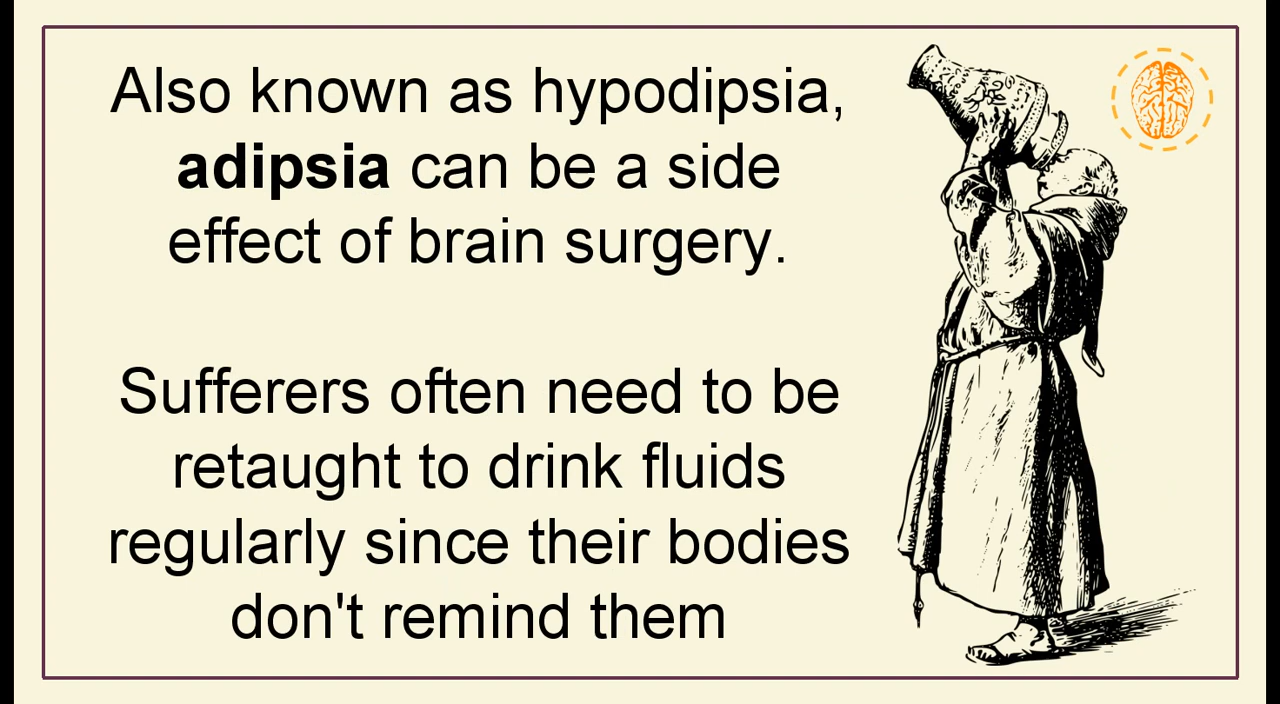 Also known as hypodipsia,
adipsia can be a side
effect of brain surgery.
Sufferers often need to be
retaught to drink fluids
regularly since their bodies
don't remind them